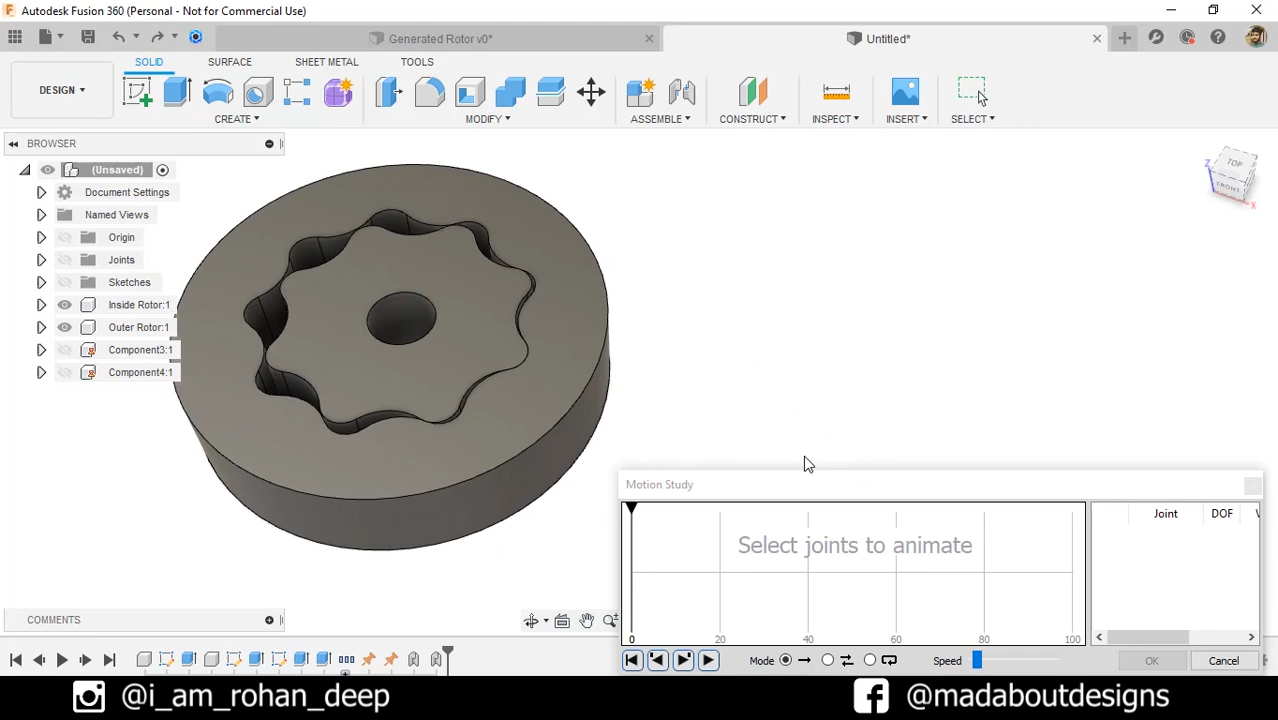 Autodesk Fusion 360 (Personal - Not for Commercial Use)
Generated Rotor v0*
Untitled*
SOLID SURFACE SHEET METAL TOOLS
DESIGN
CREATE MODIFY ASSEMBLE CONSTRUCT INSPECT INSERT SELECT
BROWSER
(Unsaved)
Document Settings
Named Views
Origin
Joints
Sketches
Inside Rotor:1
Outer Rotor:1
Component3:1
Component4:1
TOP
FRONT
Z
X
Motion Study
Select joints to animate
Joint DOF
0 20 40 60 80 100
COMMENTS
Mode Speed OK Cancel
@i_am_rohan_deep @madaboutdesigns